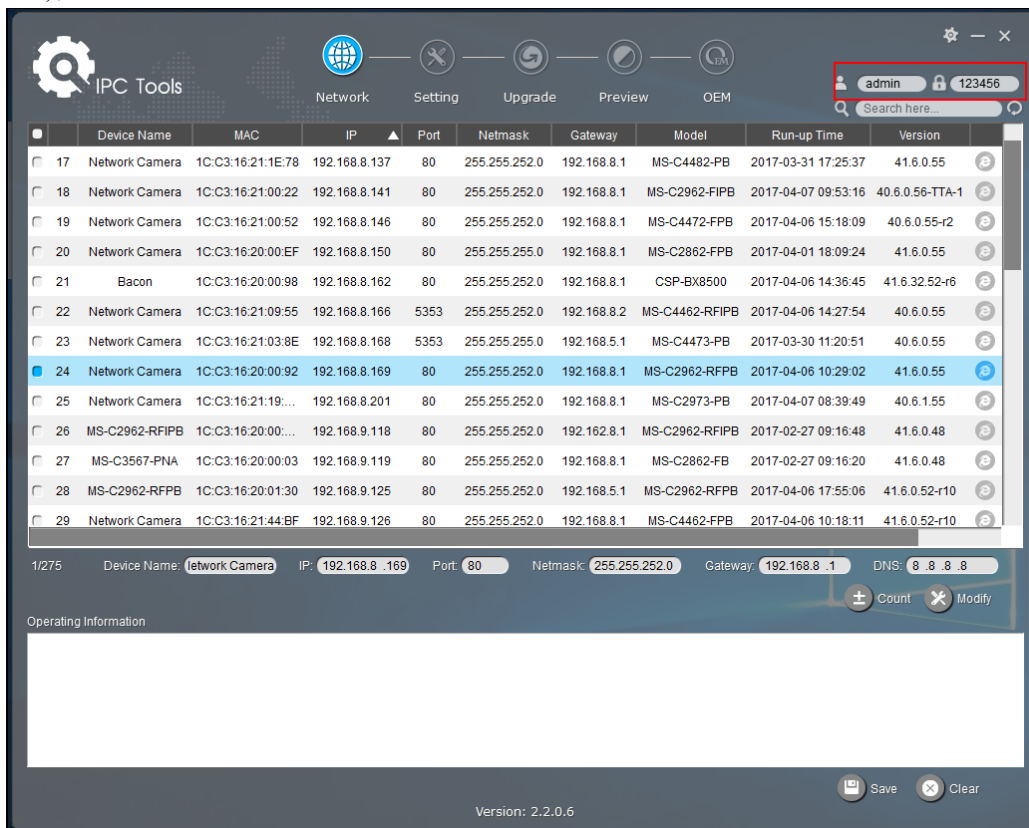 IPC Tools
Network Setting Upgrade Preview OEM
admin 123456
Search here...
Device Name MAC IP Port Netmask Gateway Model Run-up Time Version
17 Network Camera 1C:C3:16:21:1E:78 192.168.8.137 80 255.255.252.0 192.168.8.1 MS-C4482-PB 2017-03-31 17:25:37 41.6.0.55
18 Network Camera 1C:C3:16:21:00:22 192.168.8.141 80 255.255.252.0 192.168.8.1 MS-C2962-FIPB 2017-04-07 09:53:16 40.6.0.56-TTA-1
19 Network Camera 1C:C3:16:21:00:52 192.168.8.146 80 255.255.252.0 192.168.8.1 MS-C4472-FPB 2017-04-06 15:18:09 40.6.0.55-r2
20 Network Camera 1C:C3:16:20:00:EF 192.168.8.150 80 255.255.255.0 192.168.8.1 MS-C2862-FPB 2017-04-01 18:09:24 41.6.0.55
21 Bacon 1C:C3:16:20:00:98 192.168.8.162 80 255.255.255.0 192.168.8.1 CSP-BX8500 2017-04-06 14:36:45 41.6.32.52-r6
22 Network Camera 1C:C3:16:21:09:55 192.168.8.166 5353 255.255.252.0 192.168.8.2 MS-C4462-RFIPB 2017-04-06 14:27:54 40.6.0.55
23 Network Camera 1C:C3:16:21:03:8E 192.168.8.168 5353 255.255.255.0 192.168.5.1 MS-C4473-PB 2017-03-30 11:20:51 40.6.0.55
24 Network Camera 1C:C3:16:20:00:92 192.168.8.169 80 255.255.252.0 192.168.8.1 MS-C2962-RFPB 2017-04-06 10:29:02 41.6.0.55
25 Network Camera 1C:C3:16:21:19:... 192.168.8.201 80 255.255.252.0 192.168.8.1 MS-C2973-PB 2017-04-07 08:39:49 40.6.1.55
26 MS-C2962-RFIPB 1C:C3:16:20:00:... 192.168.9.118 80 255.255.252.0 192.162.8.1 MS-C2962-RFIPB 2017-02-27 09:16:48 41.6.0.48
27 MS-C3567-PNA 1C:C3:16:20:00:03 192.168.9.119 80 255.255.252.0 192.168.8.1 MS-C2862-FB 2017-02-27 09:16:20 41.6.0.48
28 MS-C2962-RFPB 1C:C3:16:20:01:30 192.168.9.125 80 255.255.252.0 192.168.5.1 MS-C2962-RFPB 2017-04-06 17:55:06 41.6.0.52-r10
29 Network Camera 1C:C3:16:21:44:BF 192.168.9.126 80 255.255.252.0 192.168.8.1 MS-C4462-FPB 2017-04-06 10:18:11 41.6.0.52-r10
1/275 Device Name: letwork Camera IP: 192.168.8 .169 Port: 80 Netmask: 255.255.252.0 Gateway: 192.168.8 .1 DNS: 8 .8 .8 .8
Count Modify
Operating Information
Save Clear
Version: 2.2.0.6